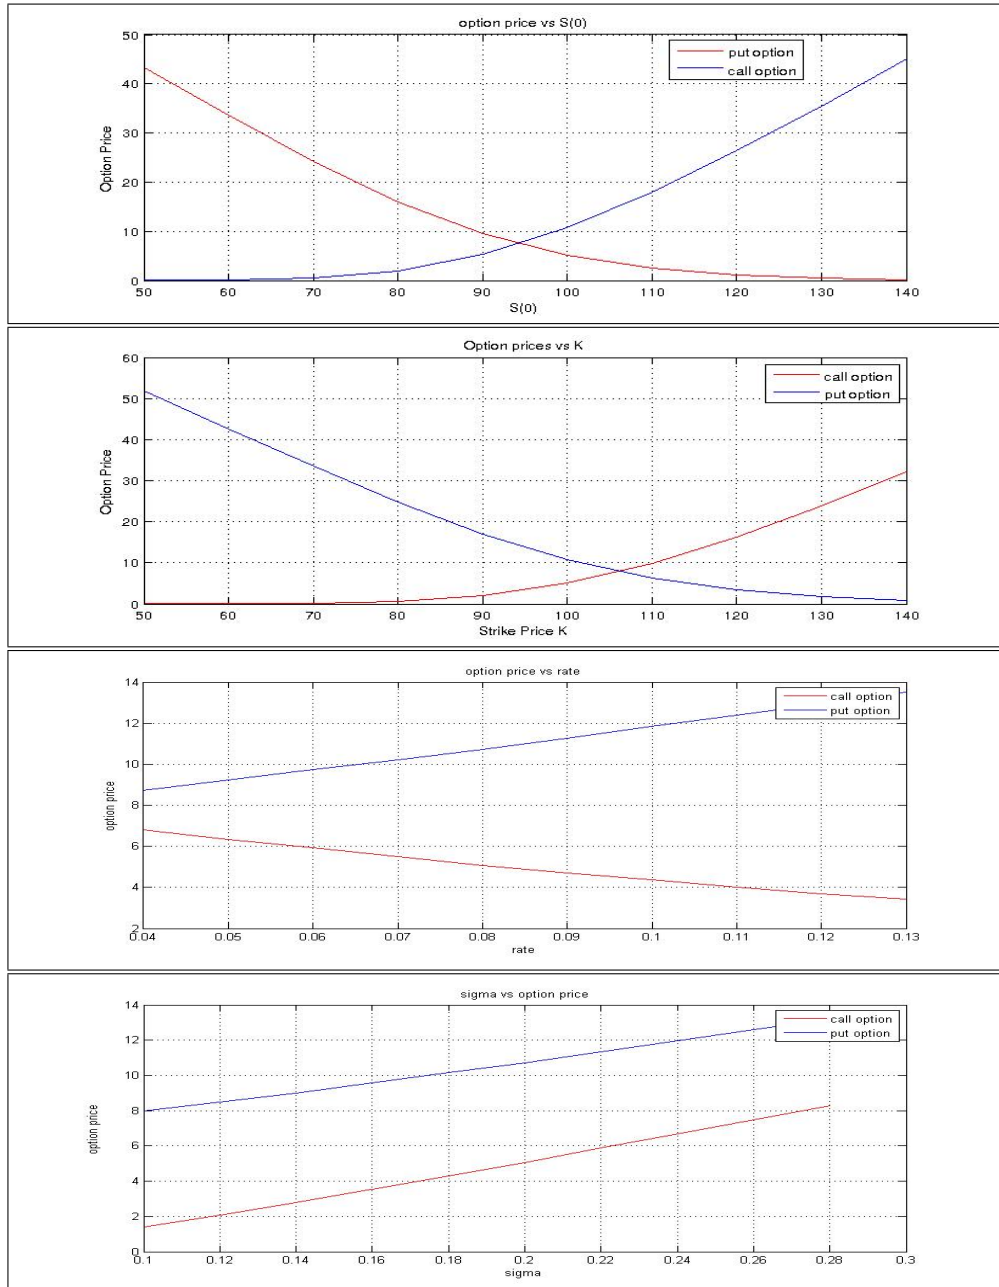 option price vs S(0)
50
40
30
20
10
0
Option Price
put option
call option
50 60 70 80 90 100 110 120 130 140
S(0)
Option prices vs K
60
50
40
30
20
10
0
Option Price
call option
put option
50 60 70 80 90 100 110 120 130 140
Strike Price K
option price vs rate
14
12
10
8
6
4
2
option price
call option
put option
0.04 0.05 0.06 0.07 0.08 0.09 0.1 0.11 0.12 0.13
rate
sigma vs option price
14
12
10
8
6
4
2
0
option price
call option
put option
0.1 0.12 0.14 0.16 0.18 0.2 0.22 0.24 0.26 0.28 0.3
sigma